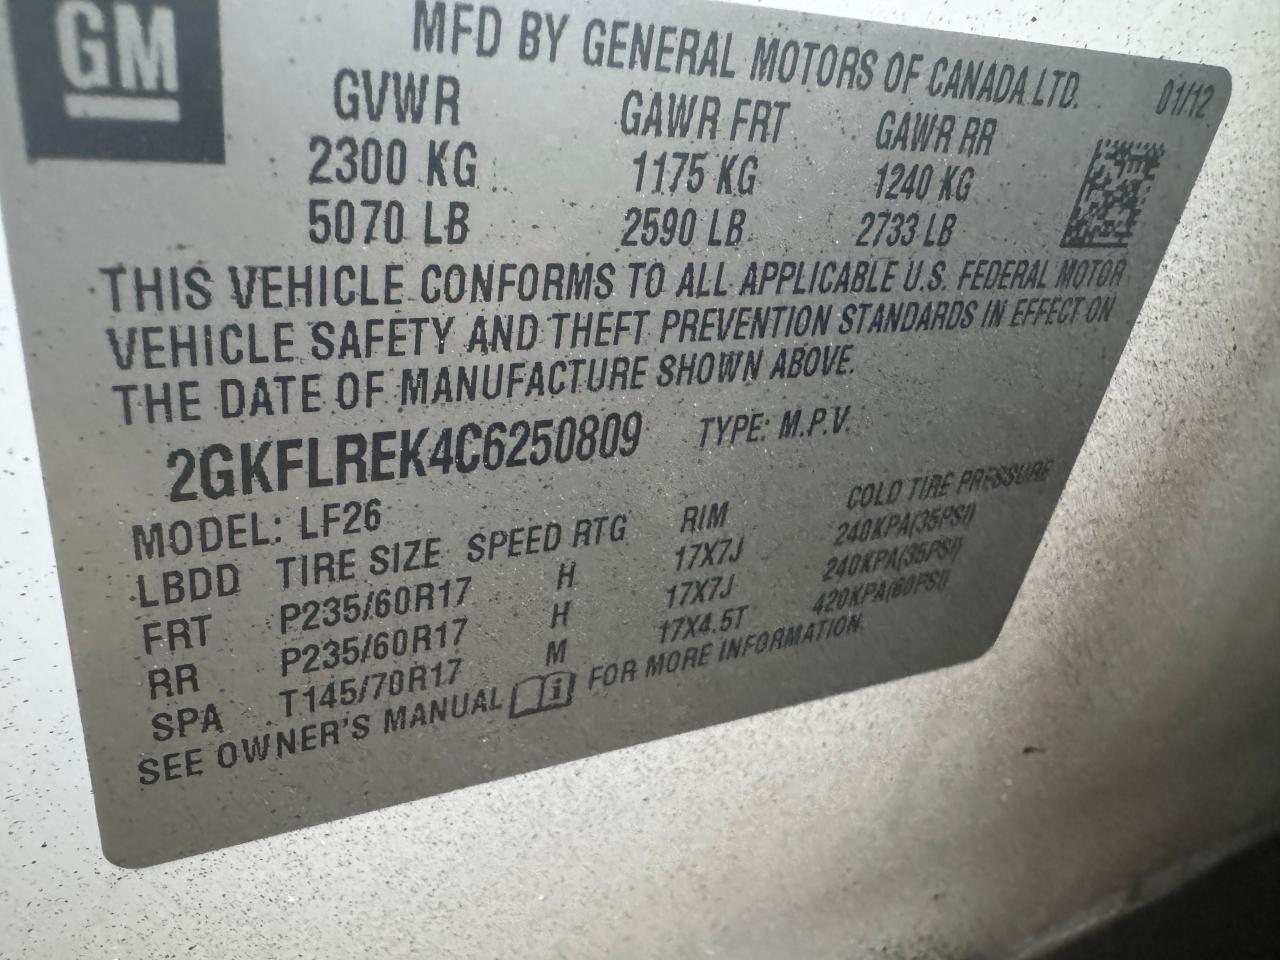 GM
MFD BY GENERAL MOTORS OF CANADA LTD.
01/12
GVWR GAWR FRT GAWR RR
2300 KG 1175 KG 1240 KG
5070 LB 2590 LB 2733 LB
THIS VEHICLE CONFORMS TO ALL APPLICABLE U.S. FEDERAL MOTOR
VEHICLE SAFETY AND THEFT PREVENTION STANDARDS IN EFFECT ON
THE DATE OF MANUFACTURE SHOWN ABOVE.
2GKFLREK4C6250809 TYPE: M.P.V.
MODEL: LF26
LBDD TIRE SIZE SPEED RTG RIM COLD TIRE PRESSURE
FRT P235/60R17 H 17X7J 240KPA(35PSI)
RR P235/60R17 H 17X7J 240KPA(35PSI)
SPA T145/70R17 M 17X4.5T 420KPA(60PSI)
SEE OWNER'S MANUAL i FOR MORE INFORMATION.